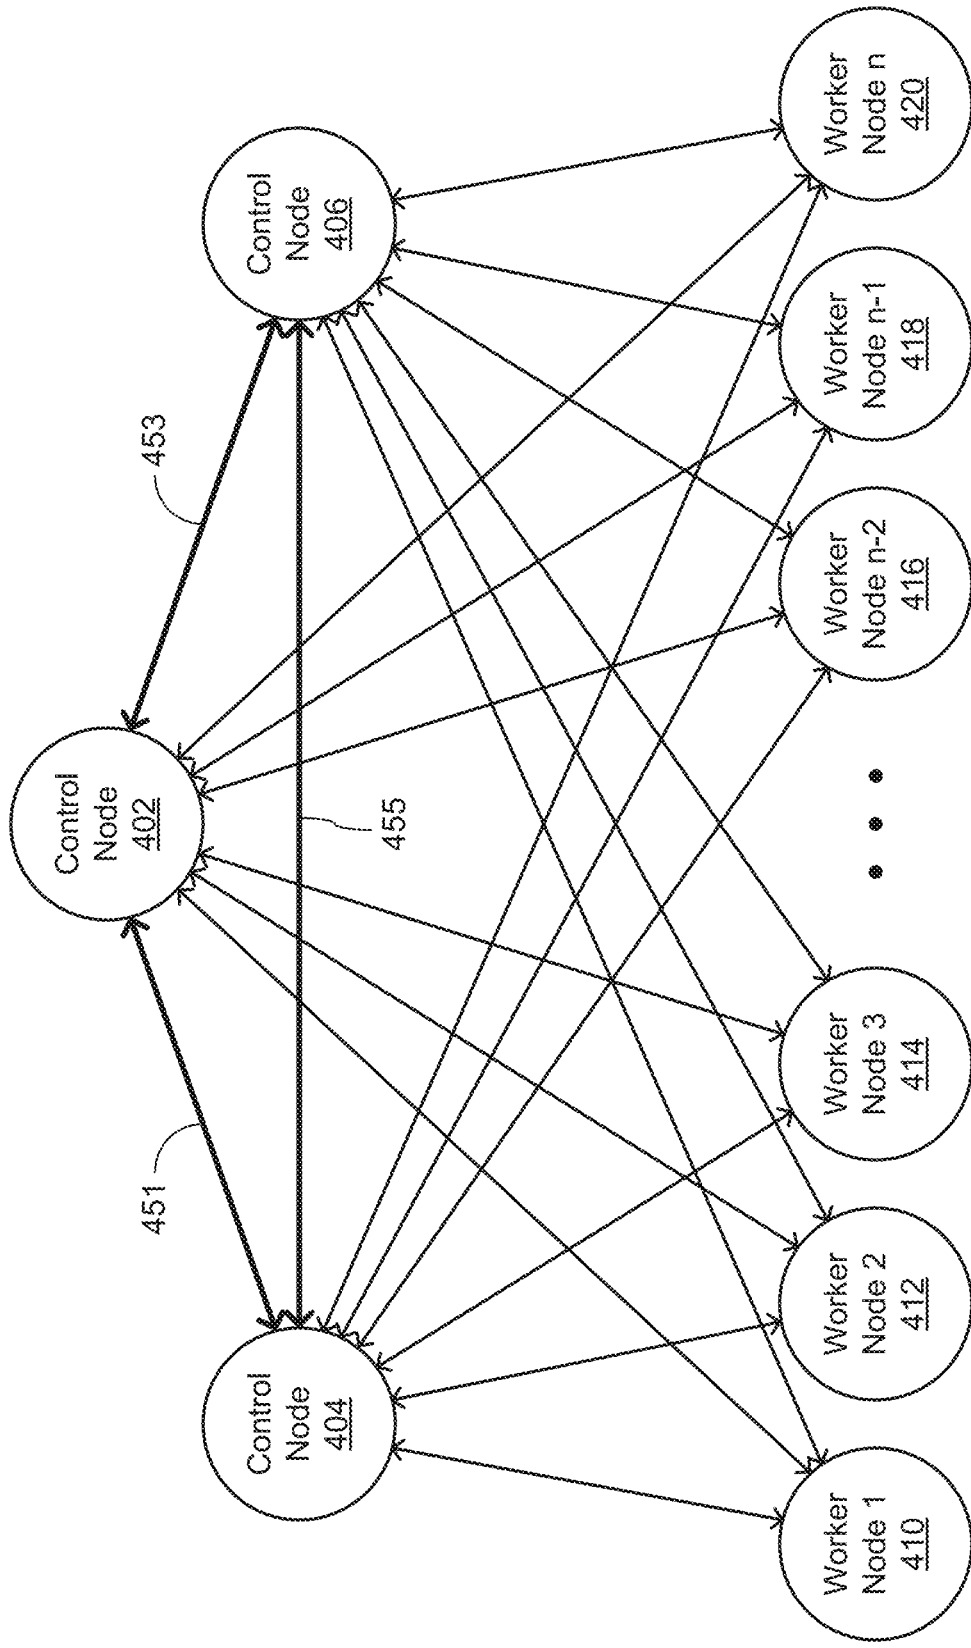 Control
Node
402
451
453
Control
Node
404
Control
Node
406
455
Worker
Node 1
410
Worker
Node 2
412
Worker
Node 3
414
Worker
Node n-2
416
Worker
Node n-1
418
Worker
Node n
420